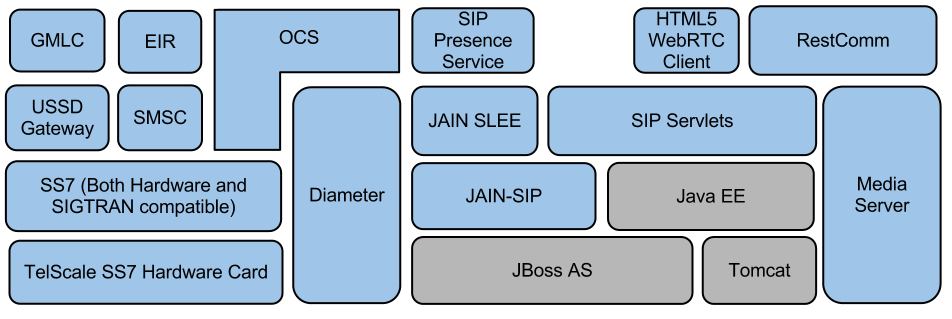 GMLC
EIR
OCS
SIP
Presence
Service
HTML5
WebRTC
Client
RestComm
USSD
Gateway
SMSC
JAIN SLEE
SIP Servlets
SS7 (Both Hardware and
SIGTRAN compatible)
Diameter
JAIN-SIP
Java EE
Media
Server
TelScale SS7 Hardware Card
JBoss AS
Tomcat